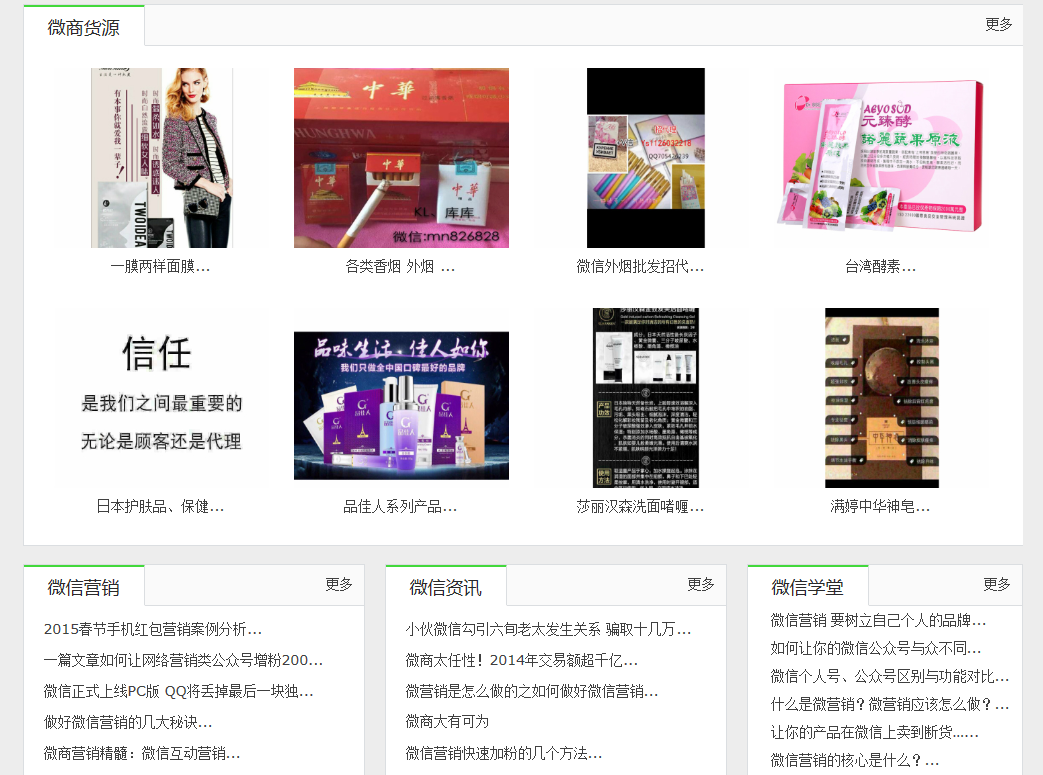 微商货源
更多
有本事你就爱我一辈子!
TWOIDEA
一膜两样面膜...
中華
CHUNGHWA
中華
中華
KL、库库
微信:mn826828
各类香烟 外烟 ...
QQ705426239
微信外烟批发招代...
元臻酵
諾麗蔬果原液
台湾酵素...
信任
是我们之间最重要的
无论是顾客还是代理
日本护肤品、保健...
品味生活·佳人如你
我们只做全中国口碑最好的品牌
品佳人系列产品...
产品功效
使用方法
莎丽汉森洗面啫喱...
满婷中华神皂...
微信营销
更多
2015春节手机红包营销案例分析...
一篇文章如何让网络营销类公众号增粉200...
微信正式上线PC版 QQ将丢掉最后一块独...
做好微信营销的几大秘诀...
微商营销精髓：微信互动营销...
微信资讯
更多
小伙微信勾引六旬老太发生关系 骗取十几万...
微商太任性！2014年交易额超千亿...
微营销是怎么做的之如何做好微信营销...
微商大有可为
微信营销快速加粉的几个方法...
微信学堂
更多
微信营销 要树立自己个人的品牌...
如何让你的微信公众号与众不同...
微信个人号、公众号区别与功能对比...
什么是微营销？微营销应该怎么做？...
让你的产品在微信上卖到断货......
微信营销的核心是什么？...